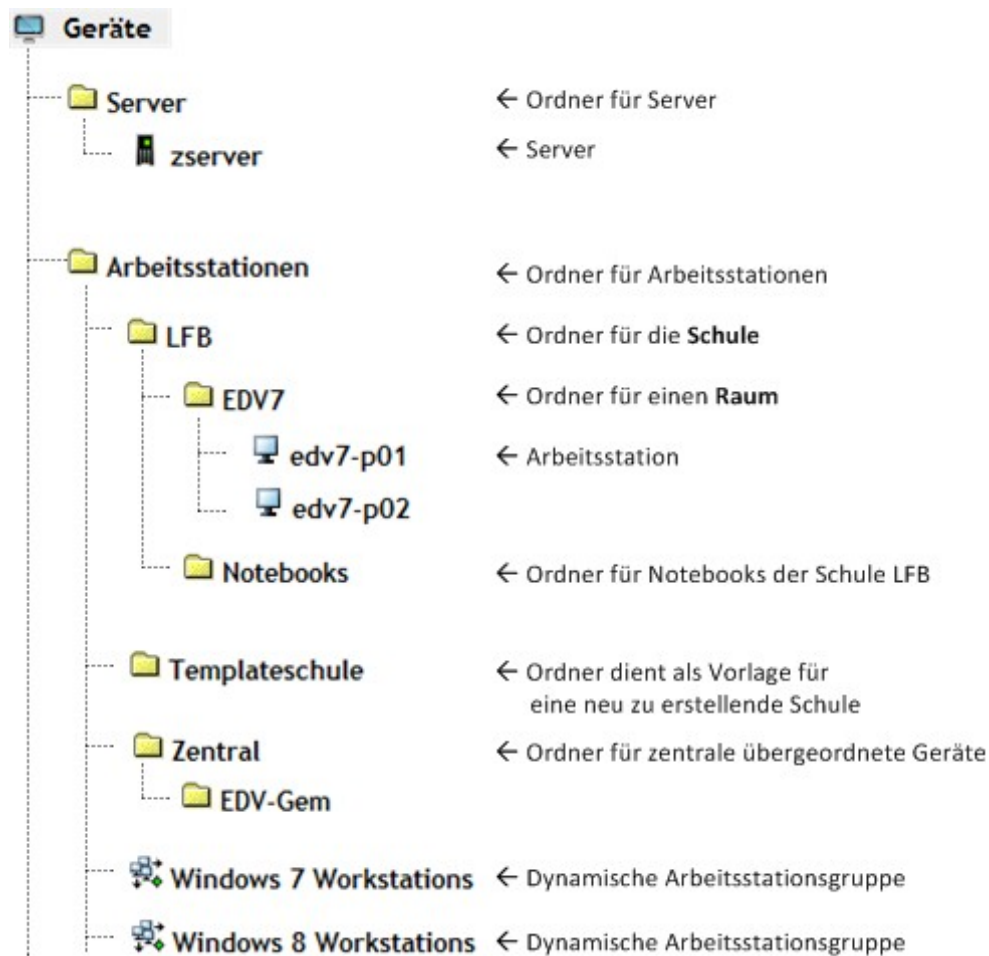 Geräte
Server ← Ordner für Server
zserver ← Server
Arbeitsstationen ← Ordner für Arbeitsstationen
LFB ← Ordner für die Schule
EDV7 ← Ordner für einen Raum
edv7-p01 ← Arbeitsstation
edv7-p02
Notebooks ← Ordner für Notebooks der Schule LFB
Templateschule ← Ordner dient als Vorlage für
eine neu zu erstellende Schule
Zentral ← Ordner für zentrale übergeordnete Geräte
EDV-Gem
Windows 7 Workstations ← Dynamische Arbeitsstationsgruppe
Windows 8 Workstations ← Dynamische Arbeitsstationsgruppe